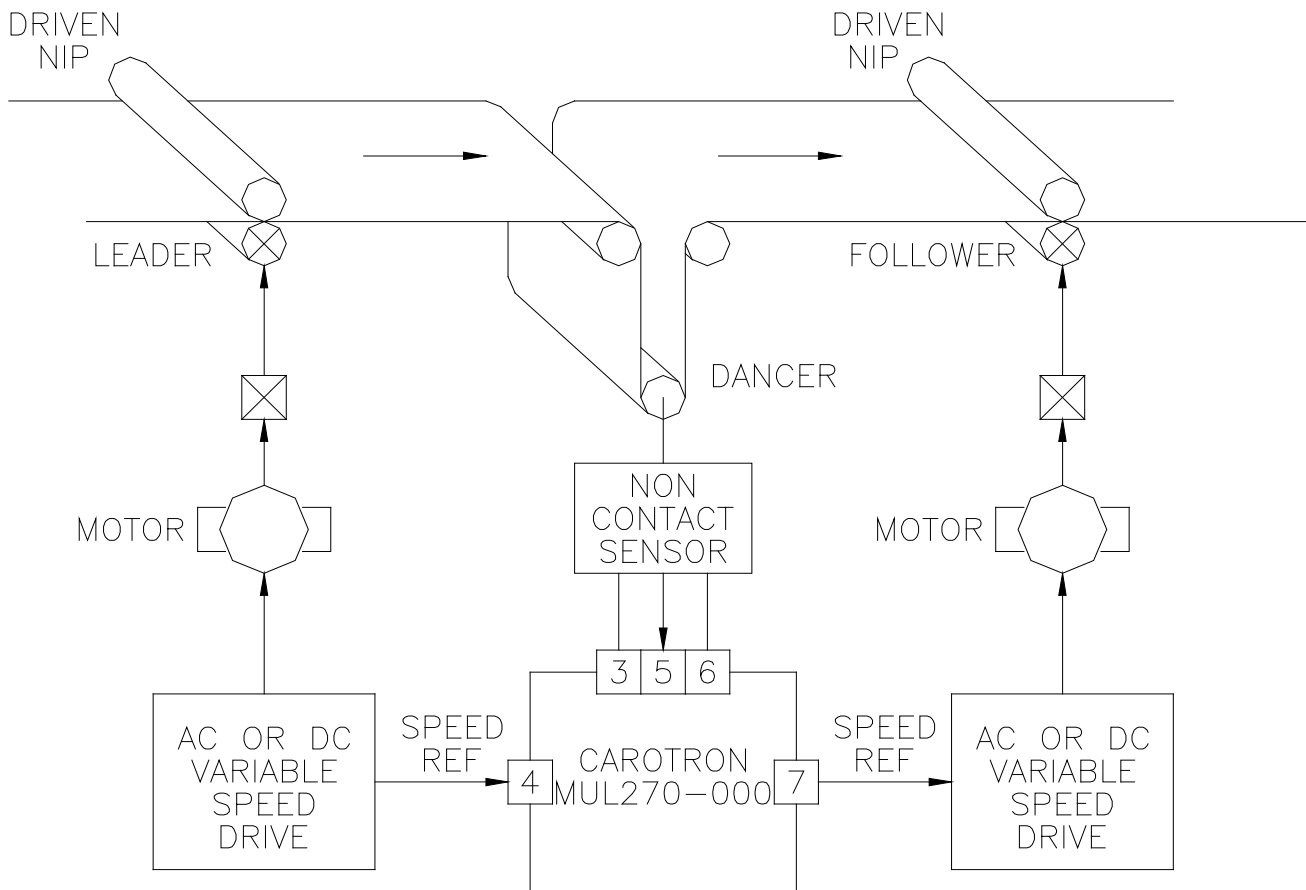 DRIVEN
NIP
DRIVEN
NIP
LEADER
FOLLOWER
DANCER
NON
CONTACT
SENSOR
MOTOR
MOTOR
3 5 6
AC OR DC
VARIABLE
SPEED
DRIVE
SPEED
REF
4
CAROTRON
MUL270-000
7
SPEED
REF
AC OR DC
VARIABLE
SPEED
DRIVE